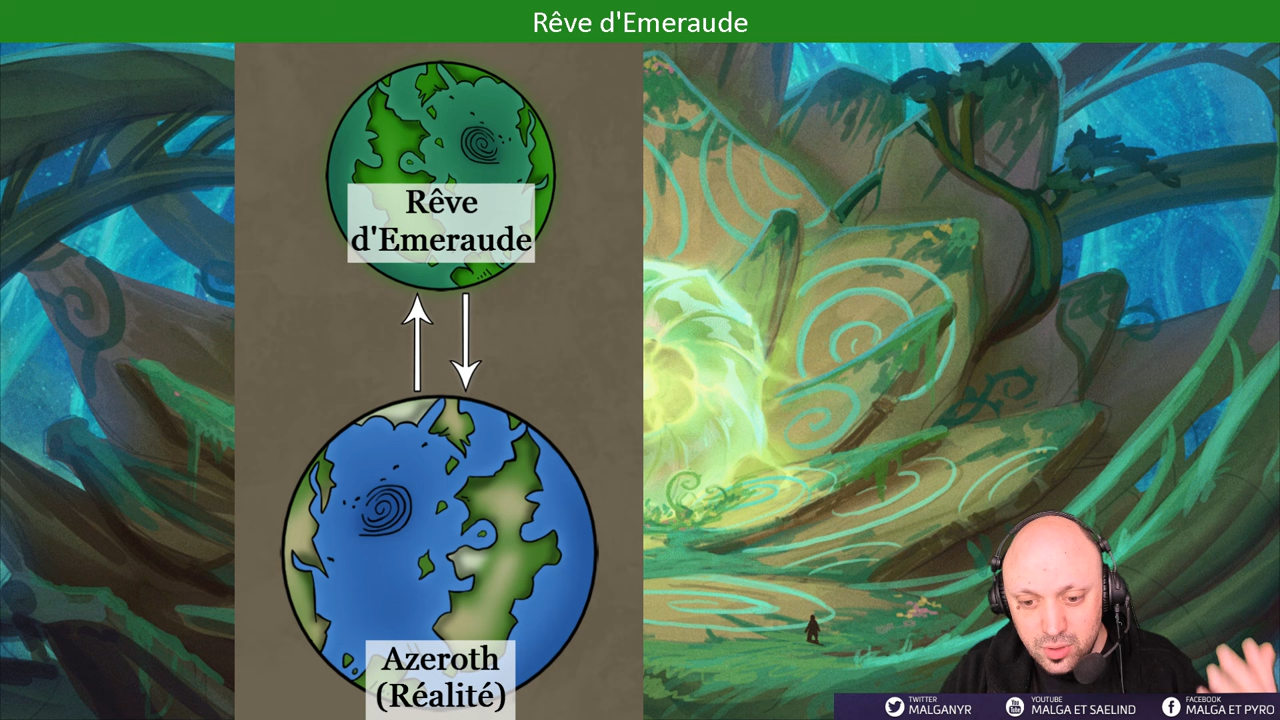 Rêve d'Emeraude
Rêve
d'Emeraude
Azeroth
(Réalité)
TWITTER
MALGANYR
YOUTUBE
MALGA ET SAELIND
FACEBOOK
MALGA ET PYRO